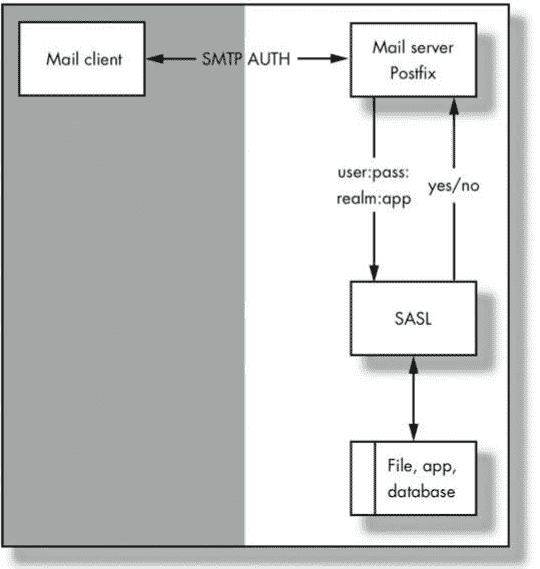 Mail client
SMTP AUTH
Mail server
Postfix
user:pass:
realm:app
yes/no
SASL
File, app,
database